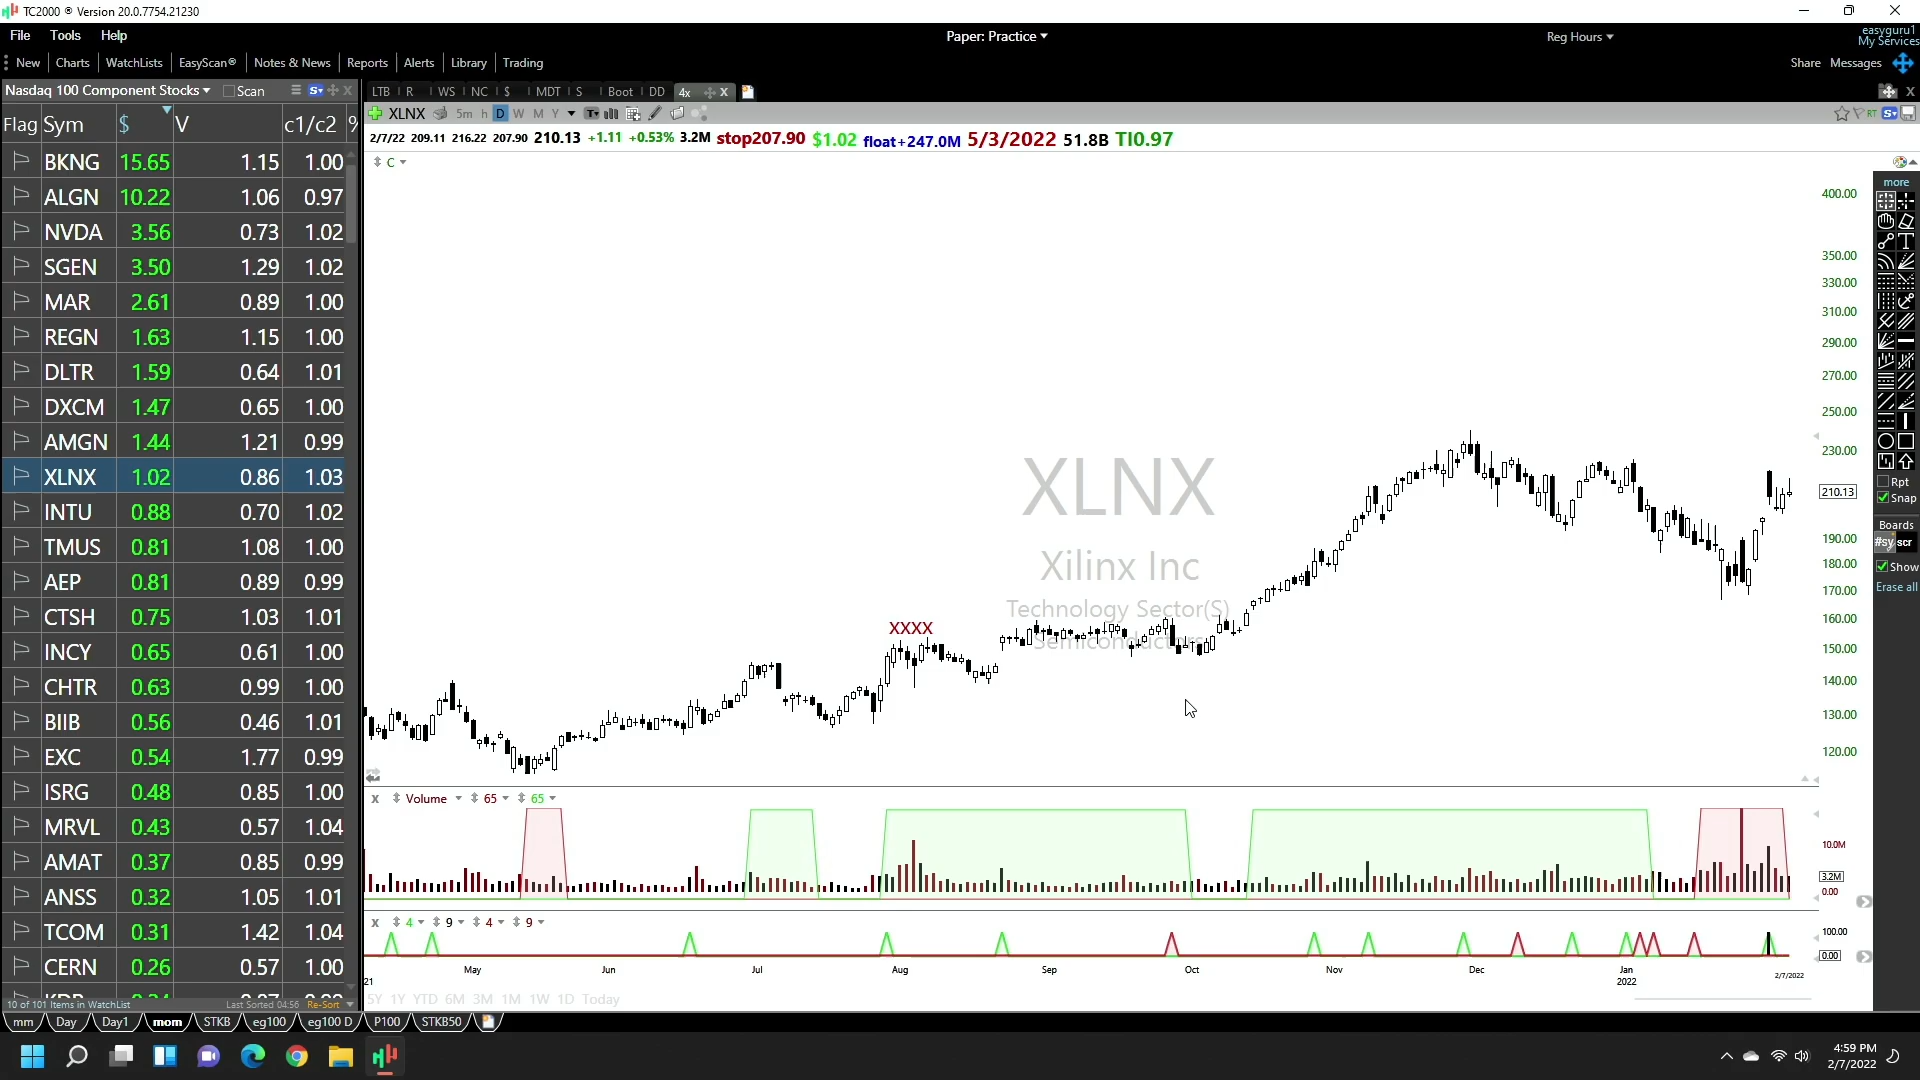 TC2000 ® Version 20.0.7754.21230
File Tools Help
Paper: Practice
Reg Hours
easyguru1
My Services
New Charts WatchLists EasyScan® Notes & News Reports Alerts Library Trading
Share Messages
Nasdaq 100 Component Stocks Scan
LTB R WS NC $ MDT S Boot DD 4x X
XLNX 5m h D W M Y
RT
Flag Sym $ V c1/c2 %
2/7/22 209.11 216.22 207.90 210.13 +1.11 +0.53% 3.2M stop207.90 $1.02 float+247.0M 5/3/2022 51.8B TI0.97
C
BKNG 15.65 1.15 1.00
ALGN 10.22 1.06 0.97
NVDA 3.56 0.73 1.02
SGEN 3.50 1.29 1.02
MAR 2.61 0.89 1.00
REGN 1.63 1.15 1.00
DLTR 1.59 0.64 1.01
DXCM 1.47 0.65 1.00
AMGN 1.44 1.21 0.99
XLNX 1.02 0.86 1.03
INTU 0.88 0.70 1.02
TMUS 0.81 1.08 1.00
AEP 0.81 0.89 0.99
CTSH 0.75 1.03 1.01
INCY 0.65 0.61 1.00
CHTR 0.63 0.99 1.00
BIIB 0.56 0.46 1.01
EXC 0.54 1.77 0.99
ISRG 0.48 0.85 1.00
MRVL 0.43 0.57 1.04
AMAT 0.37 0.85 0.99
ANSS 0.32 1.05 1.01
TCOM 0.31 1.42 1.04
CERN 0.26 0.57 1.00
10 of 101 Items in WatchList Last Sorted 04:56 Re-Sort
XLNX
Xilinx Inc
Technology Sector(S)
Semiconductors
XXXX
400.00
350.00
330.00
310.00
290.00
270.00
250.00
230.00
210.13
190.00
180.00
170.00
160.00
150.00
140.00
130.00
120.00
more
Rpt
Snap
Boards
#sy scr
Show
Erase all
x Volume 65 65
10.0M
3.2M
0.00
x 4 9 4 9
100.00
0.00
21 May Jun Jul Aug Sep Oct Nov Dec Jan
2022
2/7/2022
5Y 1Y YTD 6M 3M 1M 1W 1D Today
mm Day Day1 mom STKB eg100 eg100 D P100 STKB50
4:59 PM
2/7/2022